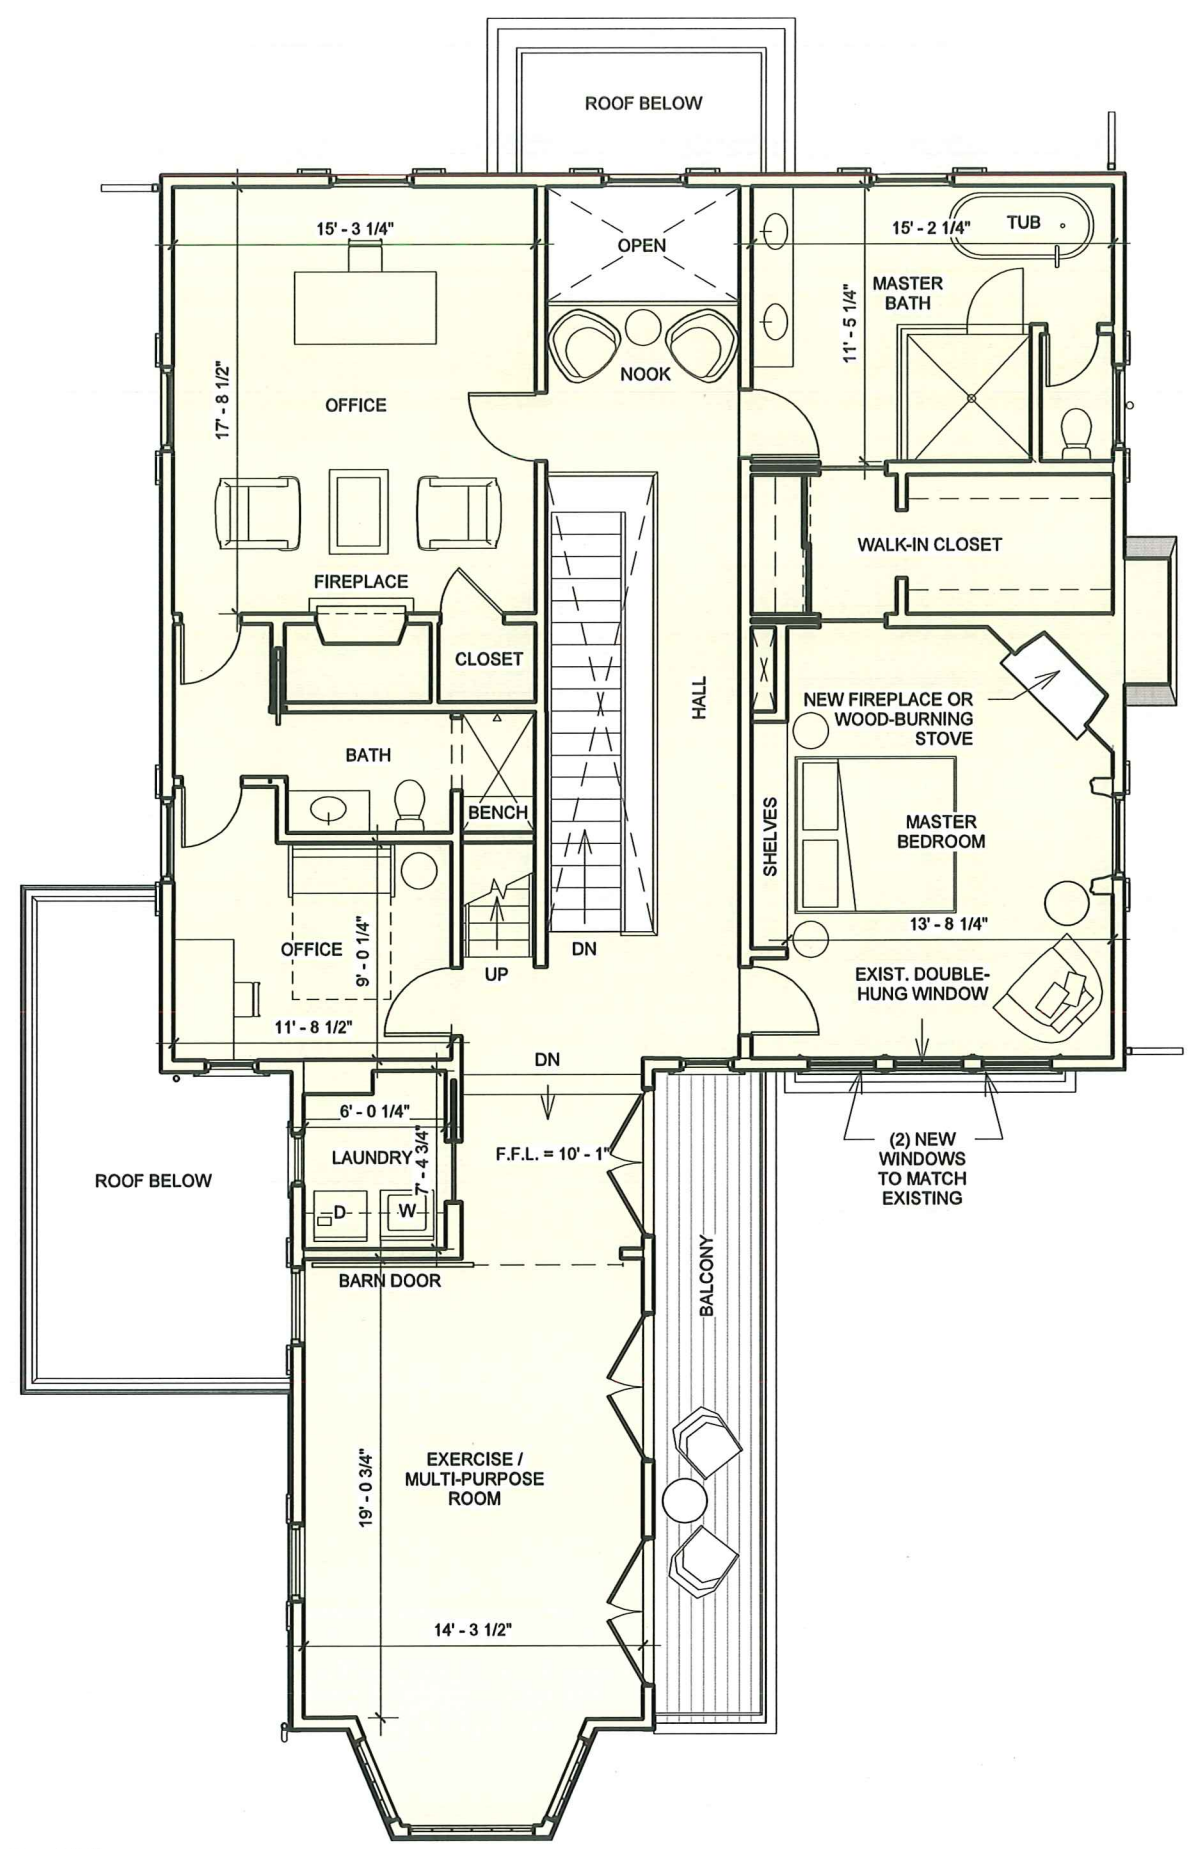 ROOF BELOW
15' - 3 1/4"
OPEN
15' - 2 1/4"
TUB
MASTER
BATH
11' - 5 1/4"
NOOK
17' - 8 1/2"
OFFICE
WALK-IN CLOSET
FIREPLACE
CLOSET
HALL
NEW FIREPLACE OR
WOOD-BURNING
STOVE
BATH
BENCH
SHELVES
MASTER
BEDROOM
13' - 8 1/4"
OFFICE
9' - 0 1/4"
UP
DN
EXIST. DOUBLE-
HUNG WINDOW
11' - 8 1/2"
DN
6' - 0 1/4"
LAUNDRY
7' - 4 3/4"
F.F.L. = 10' - 1"
(2) NEW
WINDOWS
TO MATCH
EXISTING
ROOF BELOW
D
W
BARN DOOR
BALCONY
EXERCISE /
MULTI-PURPOSE
ROOM
19' - 0 3/4"
14' - 3 1/2"